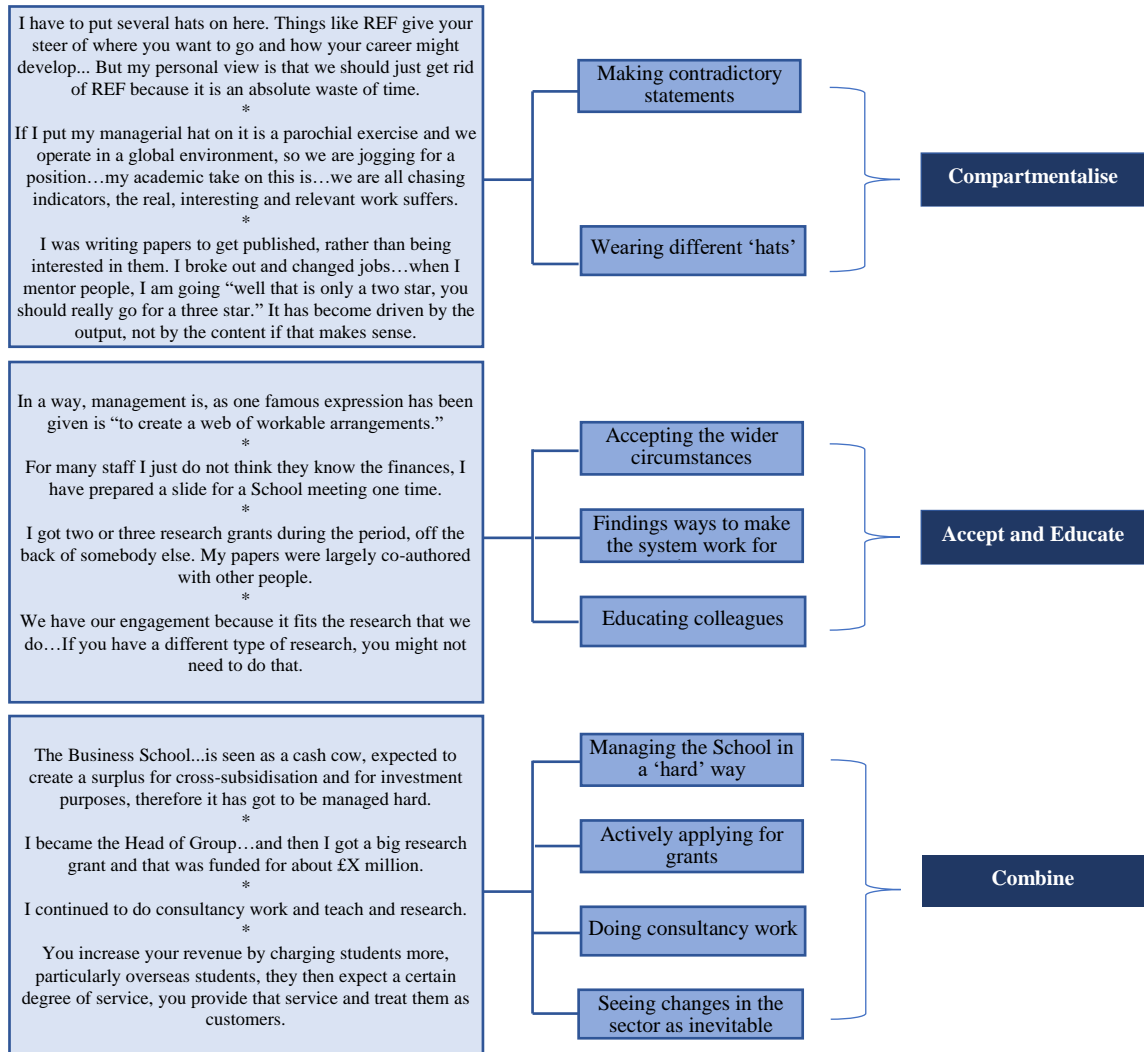 I have to put several hats on here. Things like REF give your
steer of where you want to go and how your career might
develop... But my personal view is that we should just get rid
of REF because it is an absolute waste of time.
*
If I put my managerial hat on it is a parochial exercise and we
operate in a global environment, so we are jogging for a
position…my academic take on this is…we are all chasing
indicators, the real, interesting and relevant work suffers.
*
I was writing papers to get published, rather than being
interested in them. I broke out and changed jobs…when I
mentor people, I am going “well that is only a two star, you
should really go for a three star.” It has become driven by the
output, not by the content if that makes sense.
Making contradictory
statements
Wearing different ‘hats’
Compartmentalise
In a way, management is, as one famous expression has been
given is “to create a web of workable arrangements.”
*
For many staff I just do not think they know the finances, I
have prepared a slide for a School meeting one time.
*
I got two or three research grants during the period, off the
back of somebody else. My papers were largely co-authored
with other people.
*
We have our engagement because it fits the research that we
do…If you have a different type of research, you might not
need to do that.
Accepting the wider
circumstances
Findings ways to make
the system work for
Educating colleagues
Accept and Educate
The Business School...is seen as a cash cow, expected to
create a surplus for cross-subsidisation and for investment
purposes, therefore it has got to be managed hard.
*
I became the Head of Group…and then I got a big research
grant and that was funded for about £X million.
*
I continued to do consultancy work and teach and research.
*
You increase your revenue by charging students more,
particularly overseas students, they then expect a certain
degree of service, you provide that service and treat them as
customers.
Managing the School in
a ‘hard’ way
Actively applying for
grants
Doing consultancy work
Seeing changes in the
sector as inevitable
Combine